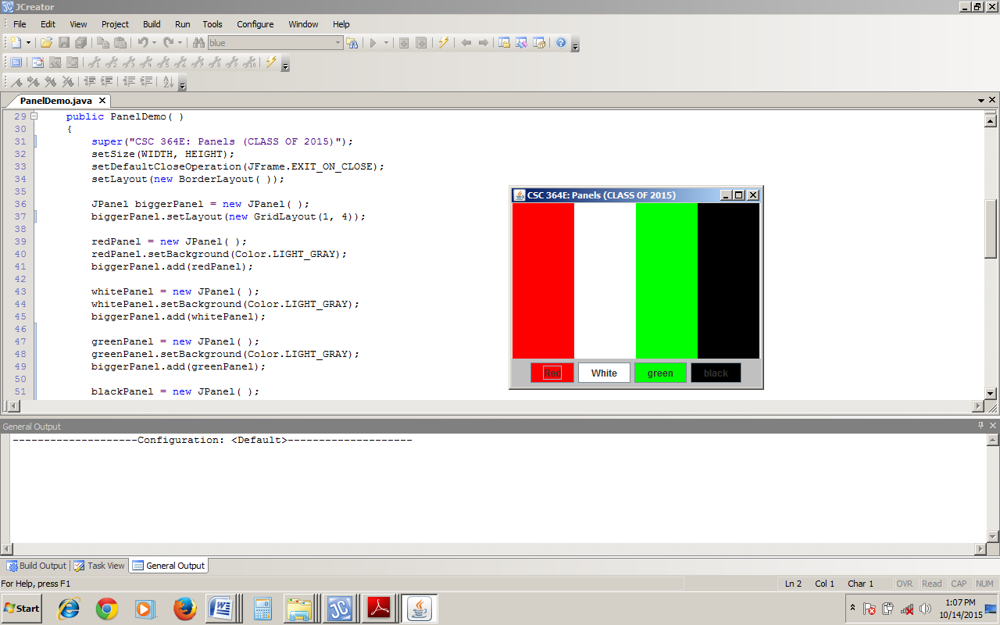 JCreator
File Edit View Project Build Run Tools Configure Window Help
blue
PanelDemo.java
29 public PanelDemo( )
30 {
31 super("CSC 364E: Panels (CLASS OF 2015)");
32 setSize(WIDTH, HEIGHT);
33 setDefaultCloseOperation(JFrame.EXIT_ON_CLOSE);
34 setLayout(new BorderLayout( ));
35
36 JPanel biggerPanel = new JPanel( );
37 biggerPanel.setLayout(new GridLayout(1, 4));
38
39 redPanel = new JPanel( );
40 redPanel.setBackground(Color.LIGHT_GRAY);
41 biggerPanel.add(redPanel);
42
43 whitePanel = new JPanel( );
44 whitePanel.setBackground(Color.LIGHT_GRAY);
45 biggerPanel.add(whitePanel);
46
47 greenPanel = new JPanel( );
48 greenPanel.setBackground(Color.LIGHT_GRAY);
49 biggerPanel.add(greenPanel);
50
51 blackPanel = new JPanel( );
CSC 364E: Panels (CLASS OF 2015)
Red White green black
General Output
--------------------Configuration: <Default>--------------------
Build Output Task View General Output
For Help, press F1
Ln 2 Col 1 Char 1 OVR Read CAP NUM
Start
1:07 PM
10/14/2015